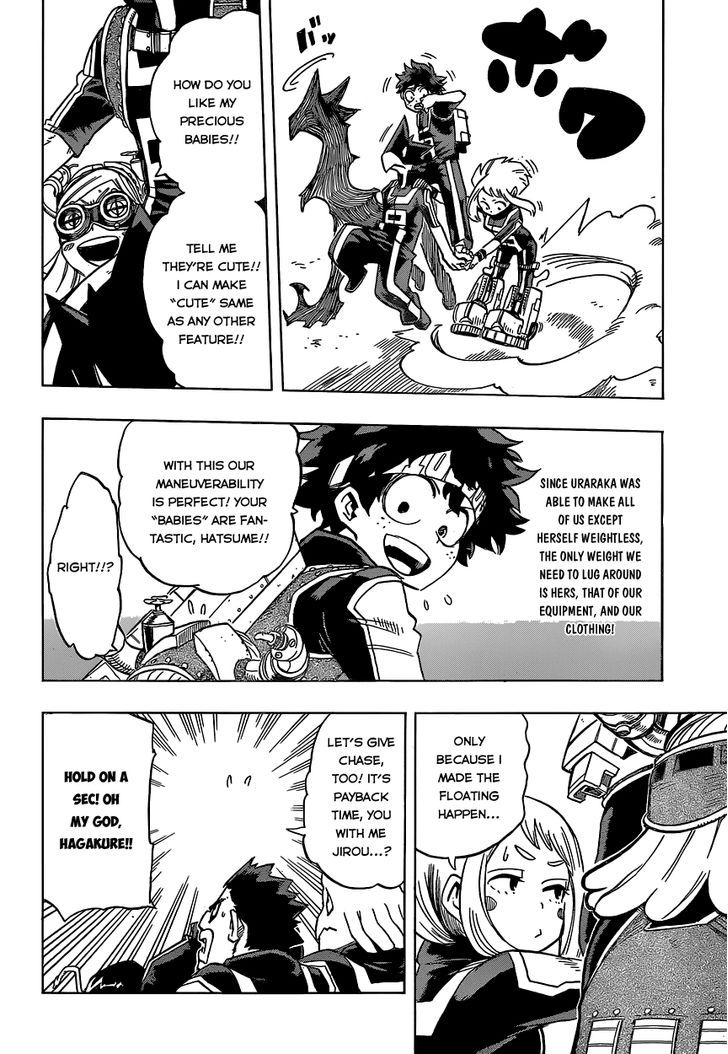 ボワ
HOW DO YOU
LIKE MY
PRECIOUS
BABIES!!
TELL ME
THEY'RE CUTE!!
I CAN MAKE
"CUTE" SAME
AS ANY OTHER
FEATURE!!
SINCE URARAKA WAS
ABLE TO MAKE ALL
OF US EXCEPT
HERSELF WEIGHTLESS,
THE ONLY WEIGHT WE
NEED TO LUG AROUND
IS HERS, THAT OF OUR
EQUIPMENT, AND OUR
CLOTHING!
WITH THIS OUR
MANEUVERABILITY
IS PERFECT! YOUR
"BABIES" ARE FAN-
TASTIC, HATSUME!!
RIGHT!!?
ONLY
BECAUSE I
MADE THE
FLOATING
HAPPEN...
LET'S GIVE
CHASE,
TOO! IT'S
PAYBACK
TIME, YOU
WITH ME
JIROU...?
HOLD ON A
SEC! OH
MY GOD,
HAGAKURE!!